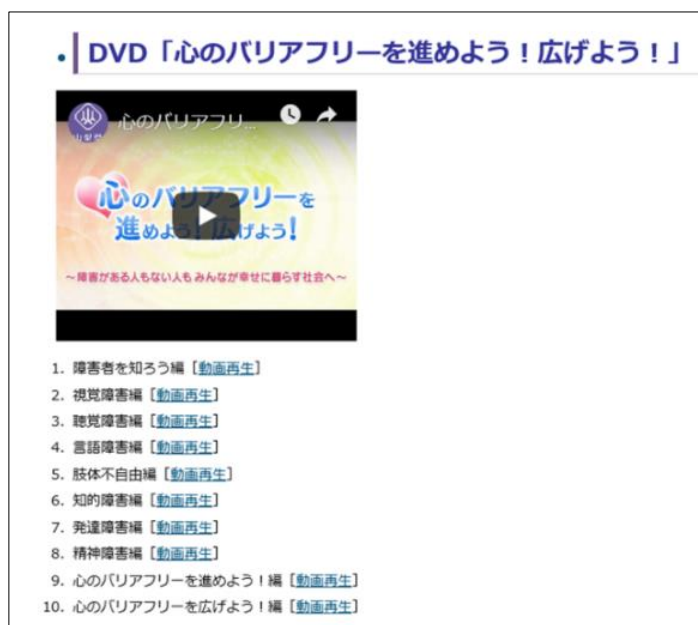 ・DVD「心のバリアフリーを進めよう！広げよう！」
山梨県
心のバリアフリ...
心のバリアフリーを
進めよう！広げよう！
～障害がある人もない人もみんなが幸せに暮らす社会へ～
1. 障害者を知ろう編［動画再生］
2. 視覚障害編［動画再生］
3. 聴覚障害編［動画再生］
4. 言語障害編［動画再生］
5. 肢体不自由編［動画再生］
6. 知的障害編［動画再生］
7. 発達障害編［動画再生］
8. 精神障害編［動画再生］
9. 心のバリアフリーを進めよう！編［動画再生］
10. 心のバリアフリーを広げよう！編［動画再生］